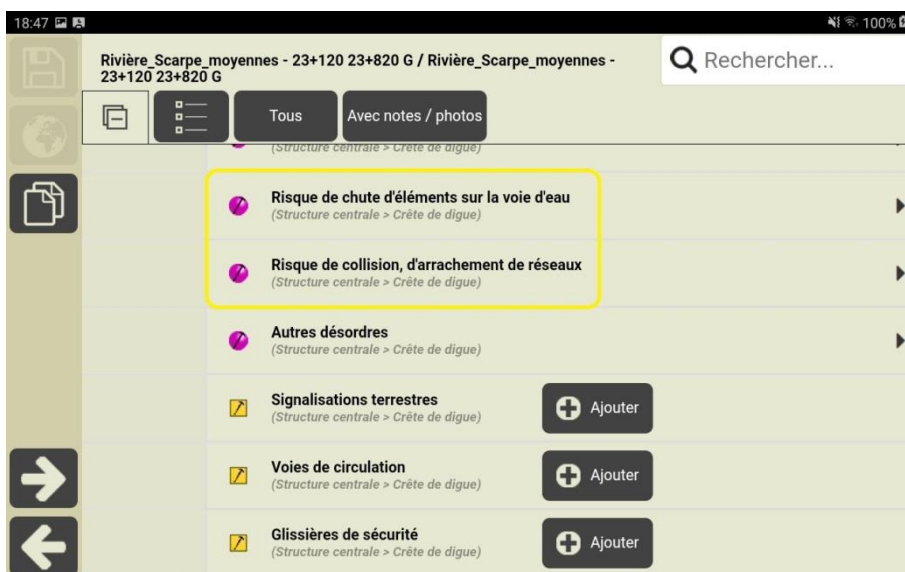 18:47
100%
Rivière_Scarpe_moyennes - 23+120 23+820 G / Rivière_Scarpe_moyennes -
23+120 23+820 G
Rechercher...
Tous
Avec notes / photos
(Structure centrale > Crête de digue)
Risque de chute d'éléments sur la voie d'eau
(Structure centrale > Crête de digue)
Risque de collision, d'arrachement de réseaux
(Structure centrale > Crête de digue)
Autres désordres
(Structure centrale > Crête de digue)
Signalisations terrestres
(Structure centrale > Crête de digue)
Ajouter
Voies de circulation
(Structure centrale > Crête de digue)
Ajouter
Glissières de sécurité
(Structure centrale > Crête de digue)
Ajouter